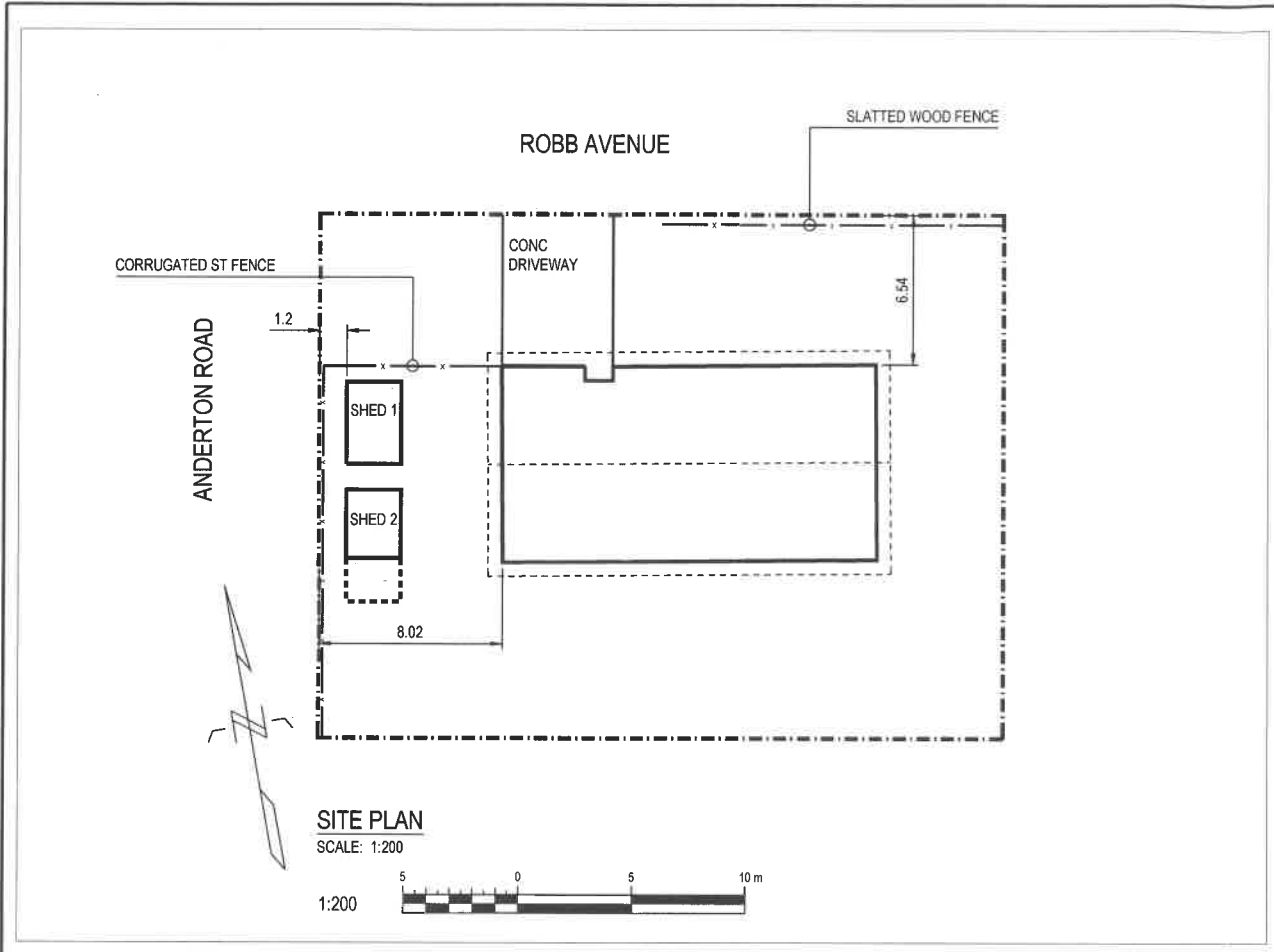 SLATTED WOOD FENCE
ROBB AVENUE
CONC
DRIVEWAY
CORRUGATED ST FENCE
6.54
1.2
ANDERTON ROAD
SHED 1
SHED 2
8.02
N
SITE PLAN
SCALE: 1:200
5 0 5 10 m
1:200